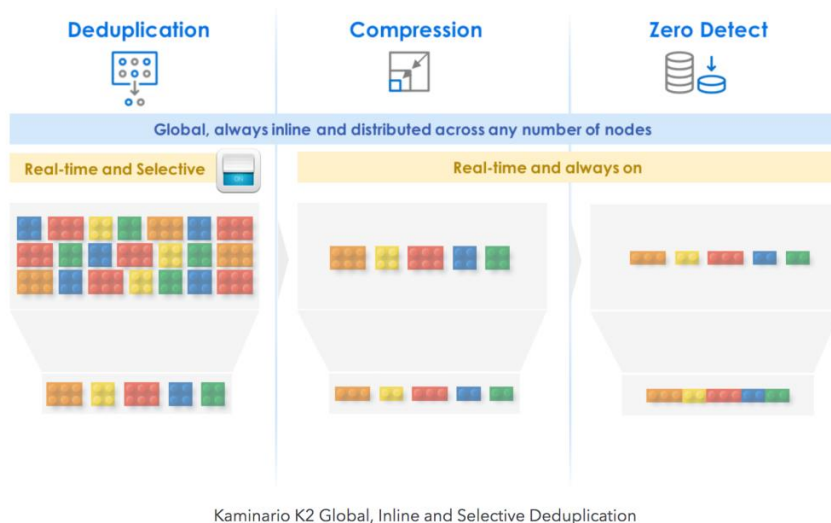 Deduplication
Compression
Zero Detect
Global, always inline and distributed across any number of nodes
Real-time and Selective
On
Real-time and always on
Kaminario K2 Global, Inline and Selective Deduplication